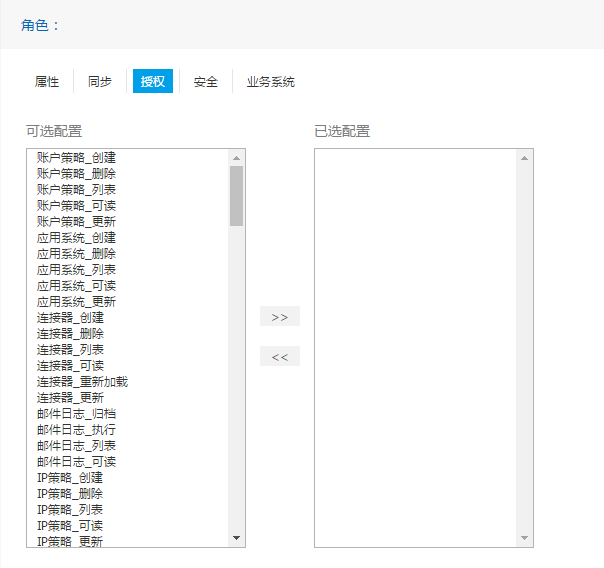 角色：
属性 同步 授权 安全 业务系统
可选配置 已选配置
账户策略_创建
账户策略_删除
账户策略_列表
账户策略_可读
账户策略_更新
应用系统_创建
应用系统_删除
应用系统_列表
应用系统_可读
应用系统_更新
连接器_创建
>>
连接器_删除
连接器_列表
<<
连接器_可读
连接器_重新加载
连接器_更新
邮件日志_归档
邮件日志_执行
邮件日志_列表
邮件日志_可读
IP策略_创建
IP策略_删除
IP策略_列表
IP策略_可读
IP策略_更新